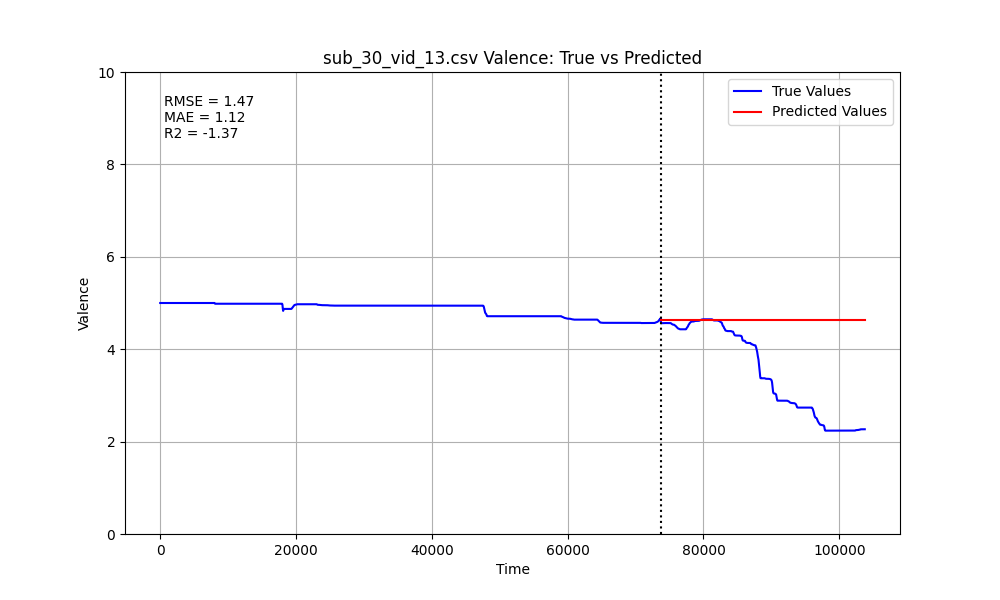 sub_30_vid_13.csv Valence: True vs Predicted
RMSE = 1.47
MAE = 1.12
R2 = -1.37
True Values
Predicted Values
Valence
10
8
6
4
2
0
0 20000 40000 60000 80000 100000
Time